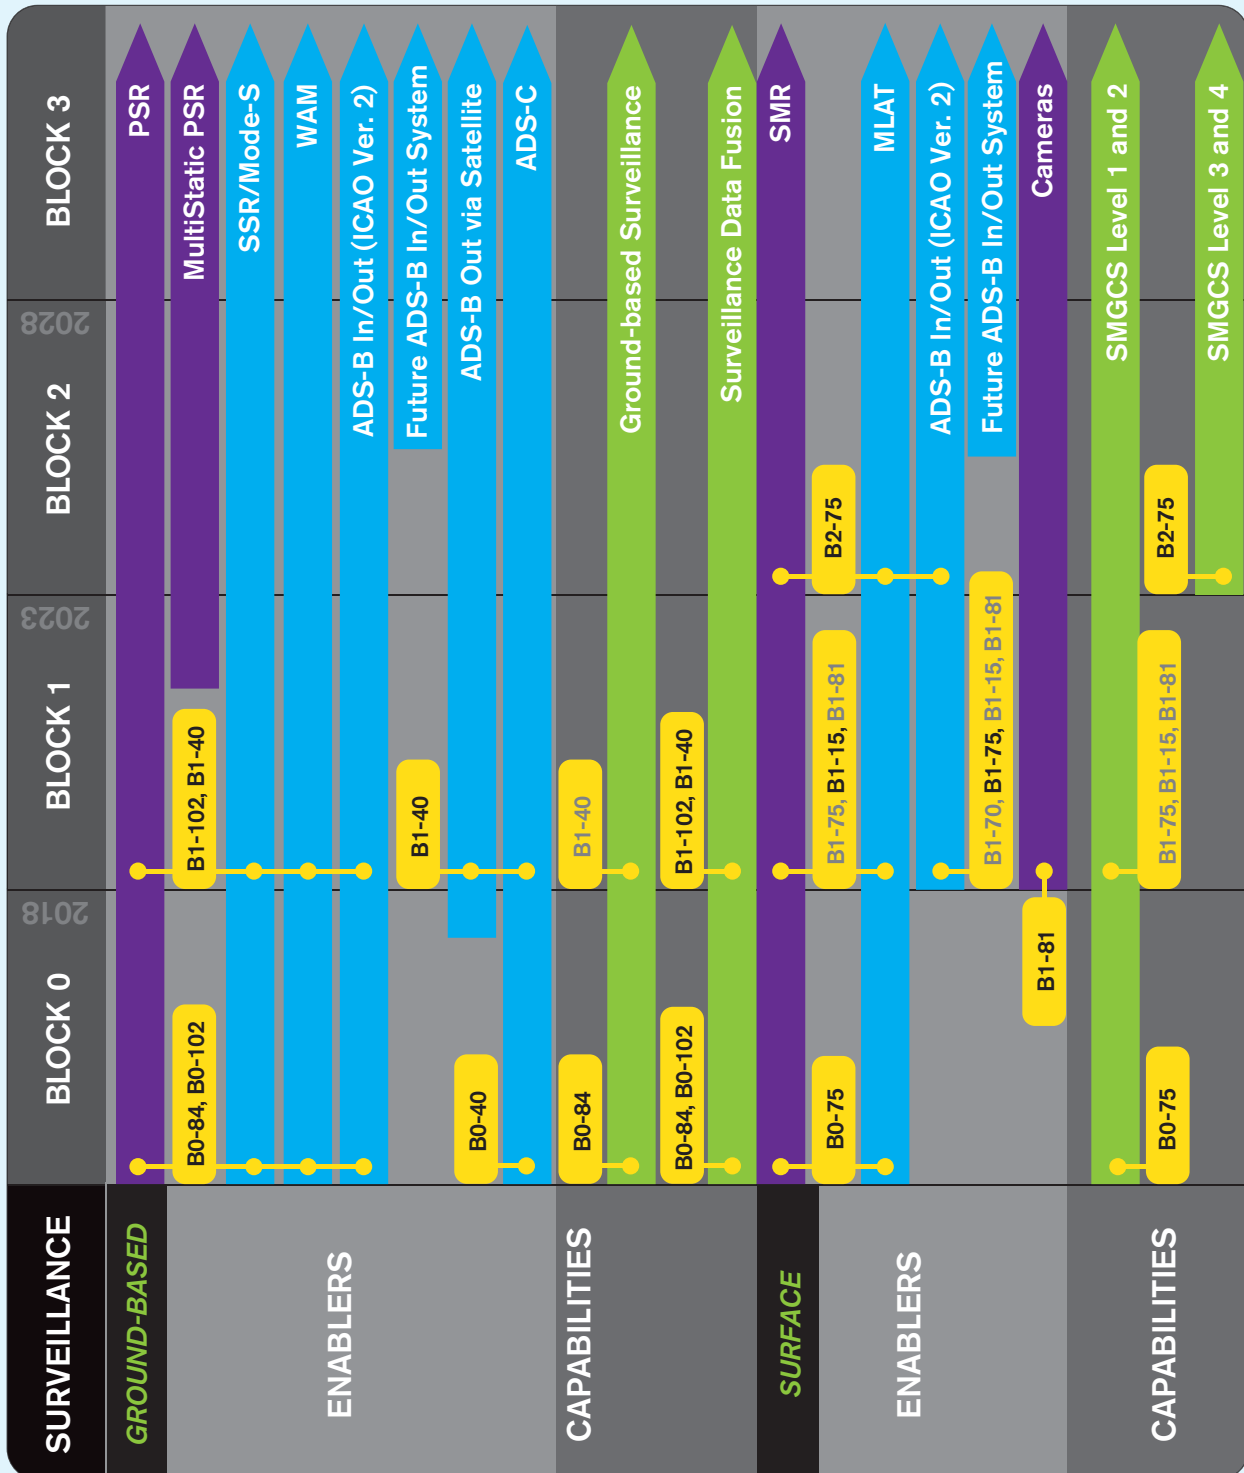 SURVEILLANCE
BLOCK 0
2018
BLOCK 1
2023
BLOCK 2
2028
BLOCK 3
GROUND-BASED
ENABLERS
PSR
B0-84, B0-102
B1-102, B1-40
MultiStatic PSR
SSR/Mode-S
WAM
ADS-B In/Out (ICAO Ver. 2)
B1-40
Future ADS-B In/Out System
B0-40
ADS-B Out via Satellite
ADS-C
CAPABILITIES
B0-84
B1-40
Ground-based Surveillance
B0-84, B0-102
B1-102, B1-40
Surveillance Data Fusion
SURFACE
ENABLERS
SMR
B0-75
B1-75, B1-15, B1-81
B2-75
MLAT
ADS-B In/Out (ICAO Ver. 2)
B1-70, B1-75, B1-15, B1-81
Future ADS-B In/Out System
B1-81
Cameras
CAPABILITIES
SMGCS Level 1 and 2
B0-75
B1-75, B1-15, B1-81
B2-75
SMGCS Level 3 and 4